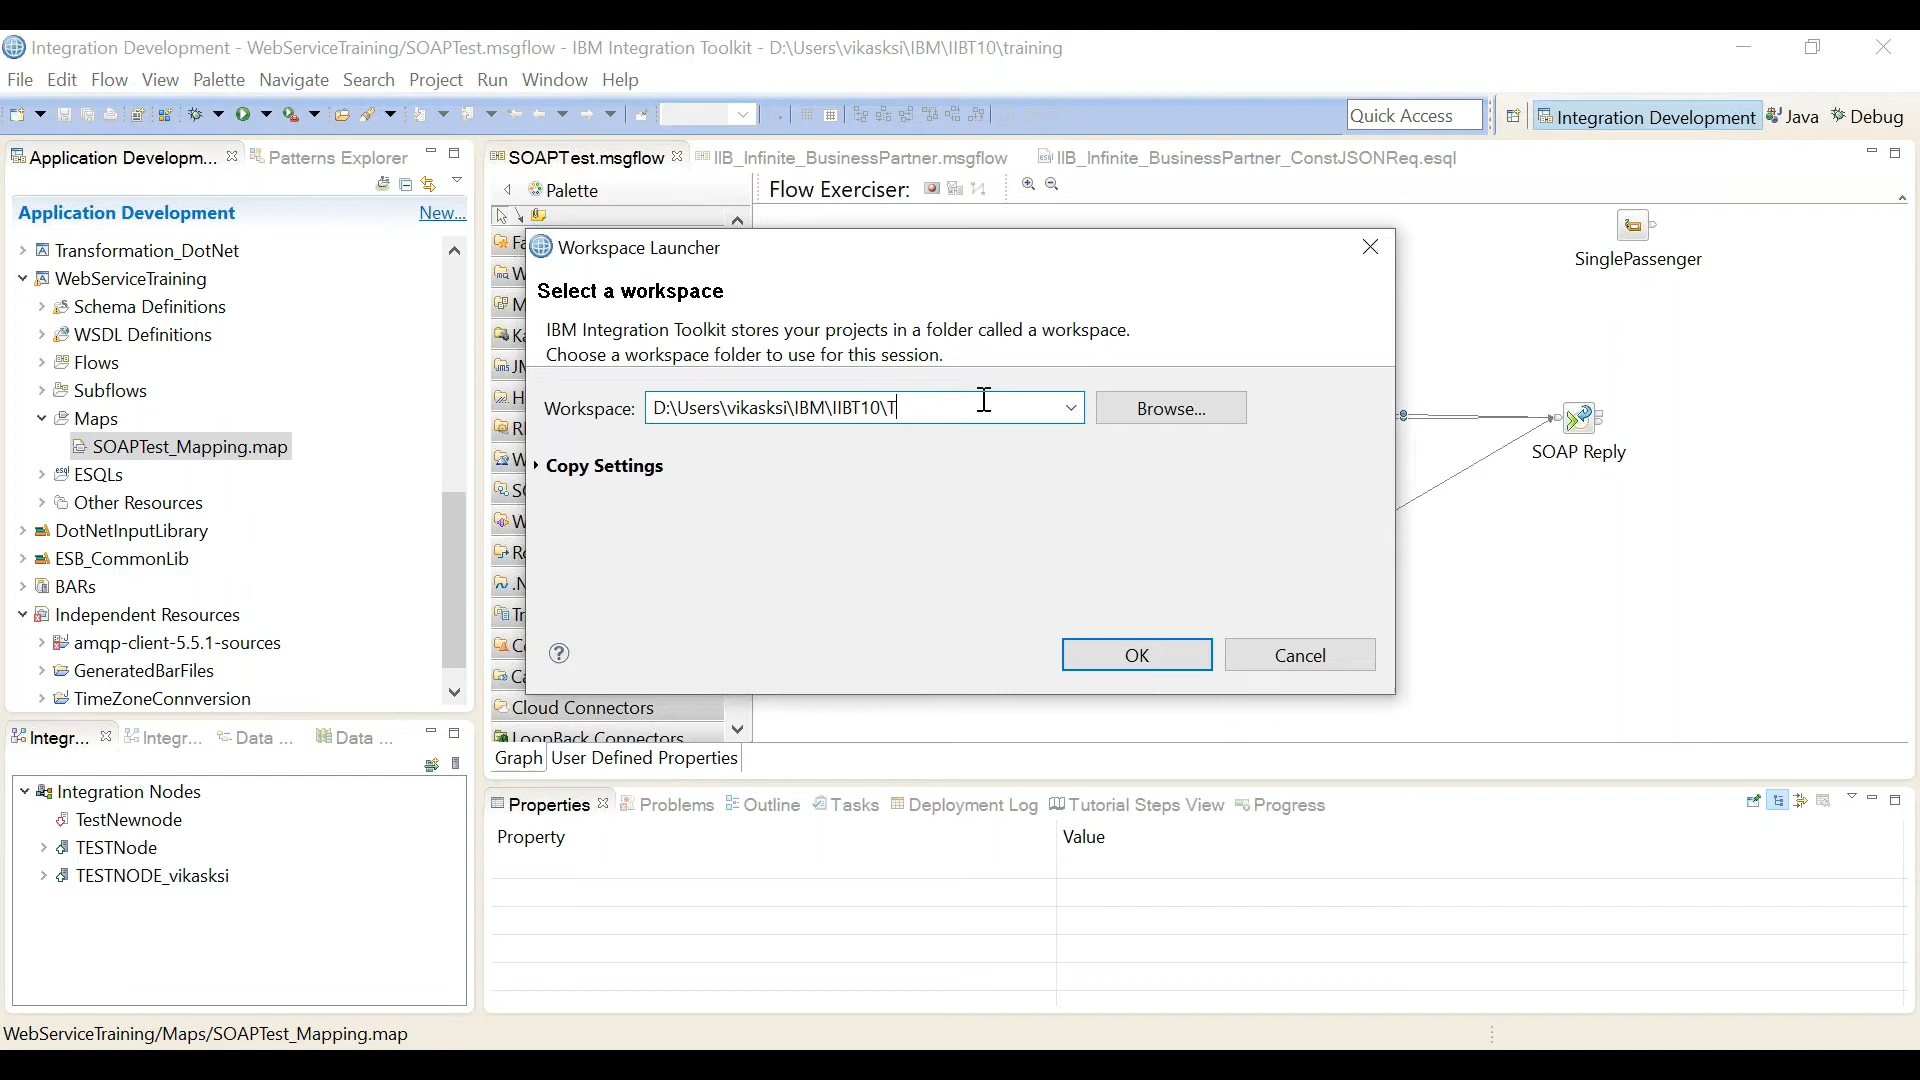 Integration Development - WebServiceTraining/SOAPTest.msgflow - IBM Integration Toolkit - D:\Users\vikasksi\IBM\IIBT10\training
File Edit Flow View Palette Navigate Search Project Run Window Help
Quick Access
Integration Development
Java
Debug
Application Developm...
Patterns Explorer
Application Development
New...
Transformation_DotNet
WebServiceTraining
Schema Definitions
WSDL Definitions
Flows
Subflows
Maps
SOAPTest_Mapping.map
ESQLs
Other Resources
DotNetInputLibrary
ESB_CommonLib
BARs
Independent Resources
amqp-client-5.5.1-sources
GeneratedBarFiles
TimeZoneConnversion
SOAPTest.msgflow
IIB_Infinite_BusinessPartner.msgflow
IIB_Infinite_BusinessPartner_ConstJSONReq.esql
Palette
Flow Exerciser:
SinglePassenger
SOAP Reply
Workspace Launcher
Select a workspace
IBM Integration Toolkit stores your projects in a folder called a workspace.
Choose a workspace folder to use for this session.
Workspace:
D:\Users\vikasksi\IBM\IIBT10\T
Browse...
Copy Settings
OK
Cancel
Cloud Connectors
LoopBack Connectors
Graph
User Defined Properties
Integr...
Integr...
Data ...
Data ...
Integration Nodes
TestNewnode
TESTNode
TESTNODE_vikasksi
Properties
Problems
Outline
Tasks
Deployment Log
Tutorial Steps View
Progress
Property
Value
WebServiceTraining/Maps/SOAPTest_Mapping.map